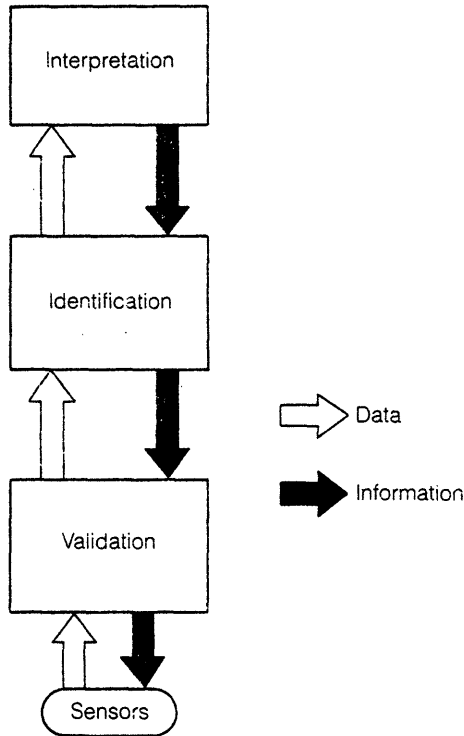 Interpretation
Identification
Data
Information
Validation
Sensors